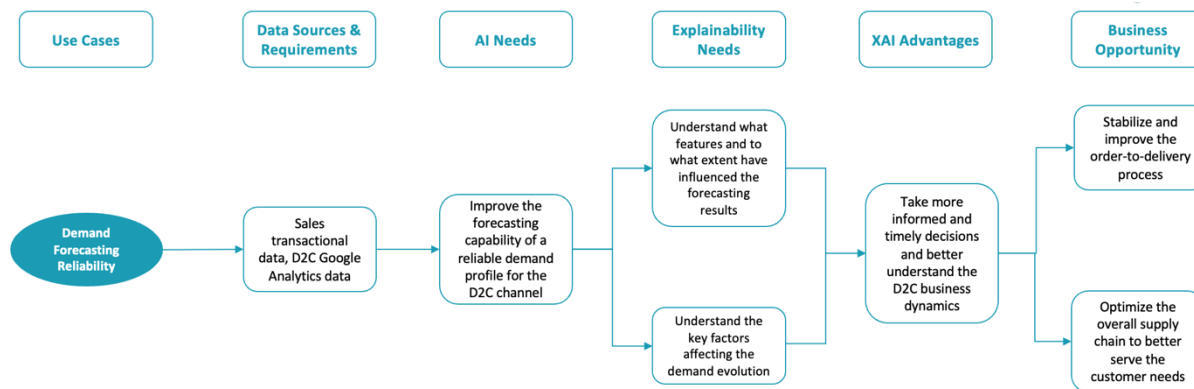 Use Cases
Data Sources &
Requirements
AI Needs
Explainability
Needs
XAI Advantages
Business
Opportunity
Demand
Forecasting
Reliability
Sales
transactional
data, D2C Google
Analytics data
Improve the
forecasting
capability of a
reliable demand
profile for the
D2C channel
Understand what
features and to
what extent have
influenced the
forecasting
results
Understand the
key factors
affecting the
demand evolution
Take more
informed and
timely decisions
and better
understand the
D2C business
dynamics
Stabilize and
improve the
order-to-delivery
process
Optimize the
overall supply
chain to better
serve the
customer needs